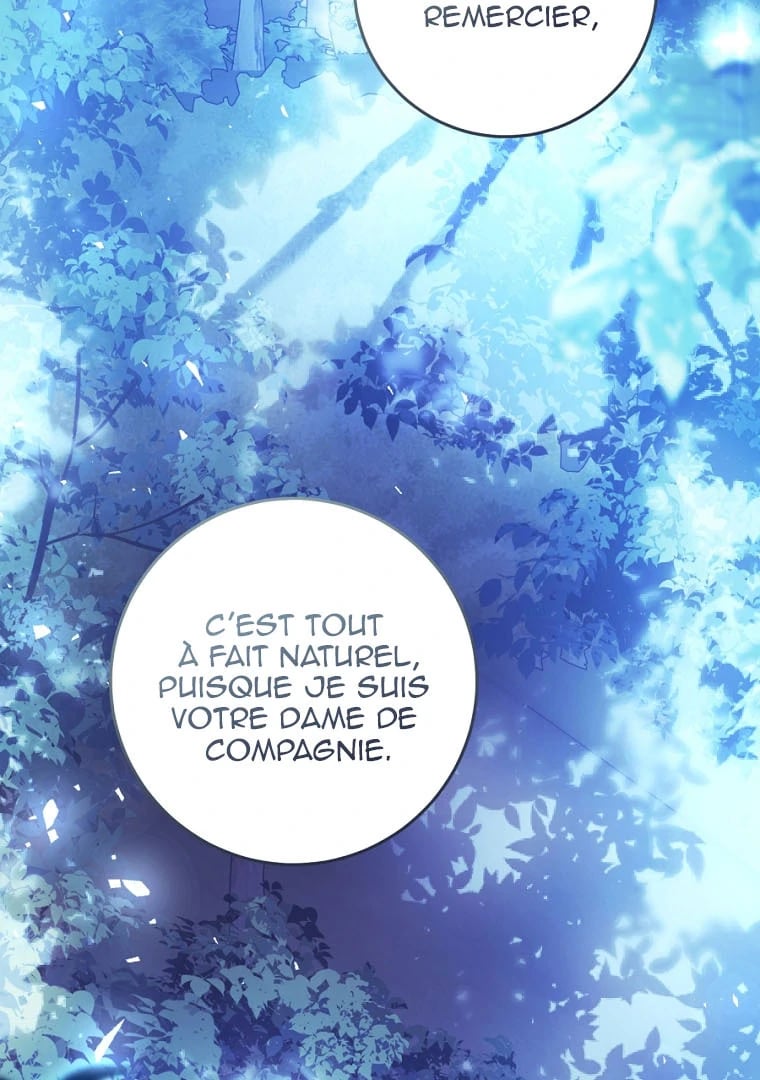 REMERCIER,
C'EST TOUT
À FAIT NATUREL,
PUISQUE JE SUIS
VOTRE DAME DE
COMPAGNIE.